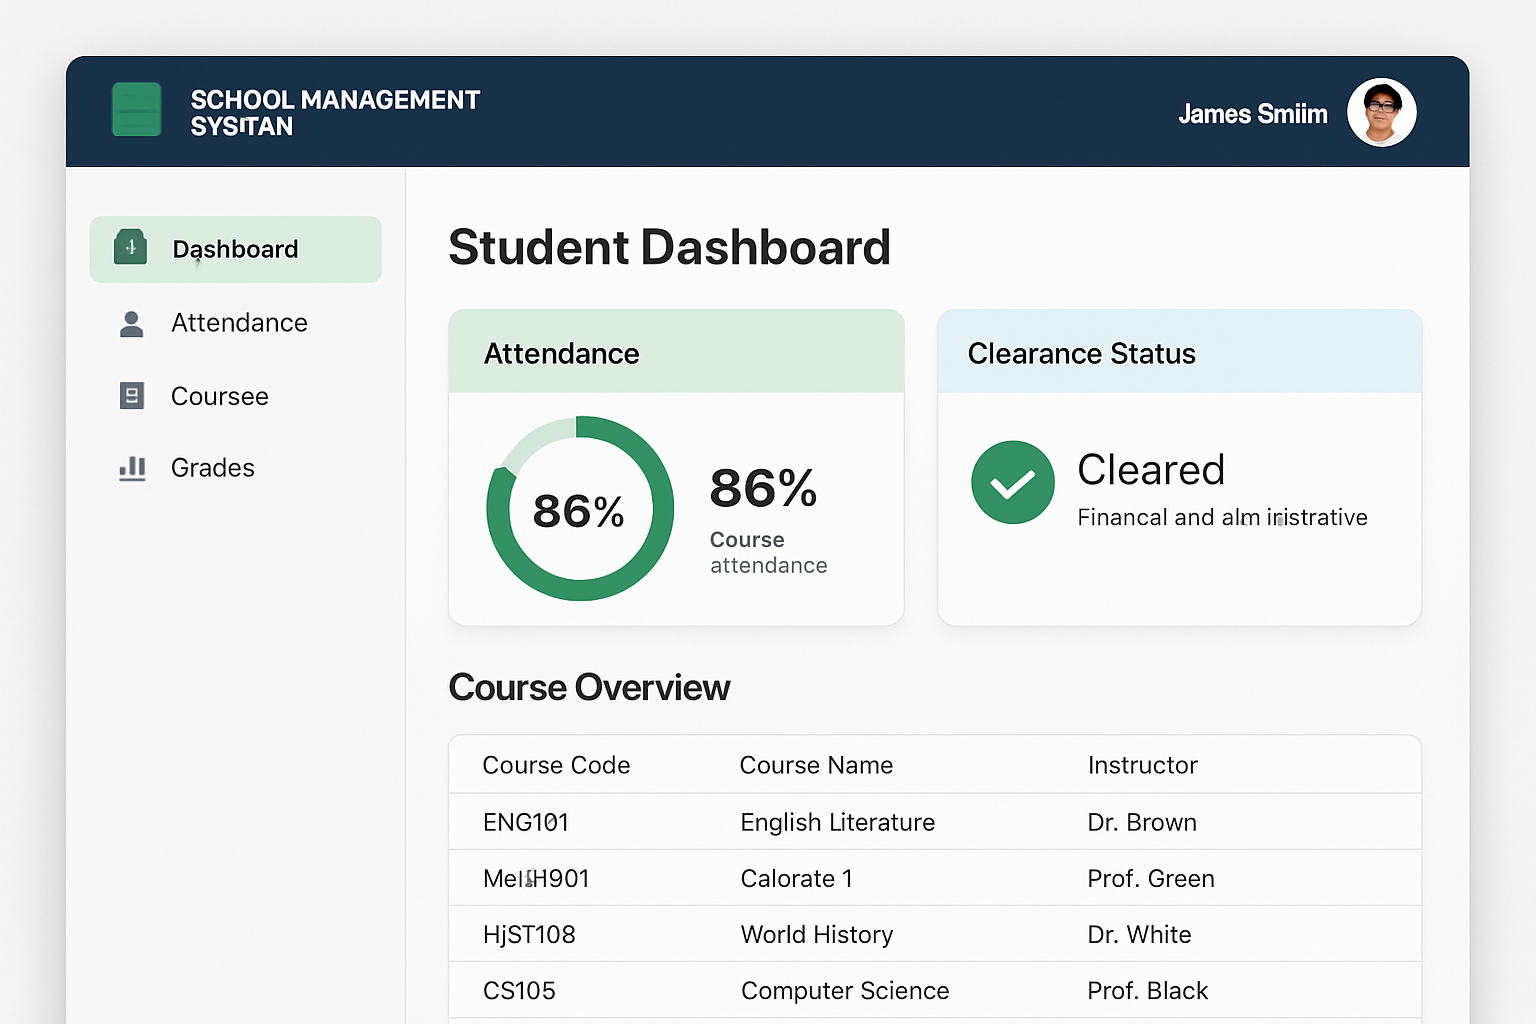 SCHOOL MANAGEMENT
SYSITAN
James Smiim
Dashboard
Attendance
Coursee
Grades
Student Dashboard
Attendance
86%
86%
Course
attendance
Clearance Status
Cleared
Financal and alm iristrative
Course Overview
Course Code Course Name Instructor
ENG101 English Literature Dr. Brown
Calorate 1 Prof. Green
HjST108 World History Dr. White
CS105 Computer Science Prof. Black